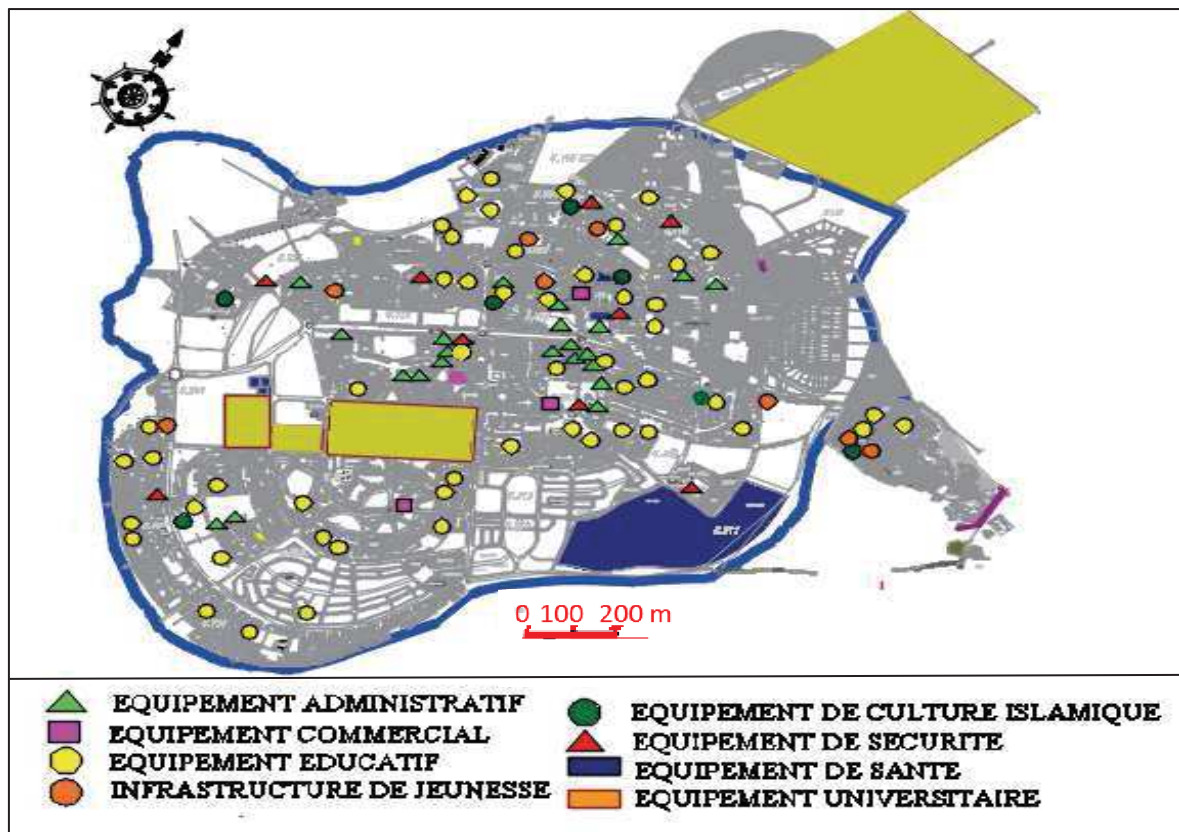 0 100 200 m
EQUIPEMENT ADMINISTRATIF
EQUIPEMENT COMMERCIAL
EQUIPEMENT EDUCATIF
INFRASTRUCTURE DE JEUNESSE
EQUIPEMENT DE CULTURE ISLAMIQUE
EQUIPEMENT DE SECURITE
EQUIPEMENT DE SANTE
EQUIPEMENT UNIVERSITAIRE